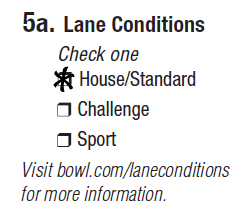 5a. Lane Conditions
Check one
House/Standard
Challenge
Sport
Visit bowl.com/laneconditions
for more information.